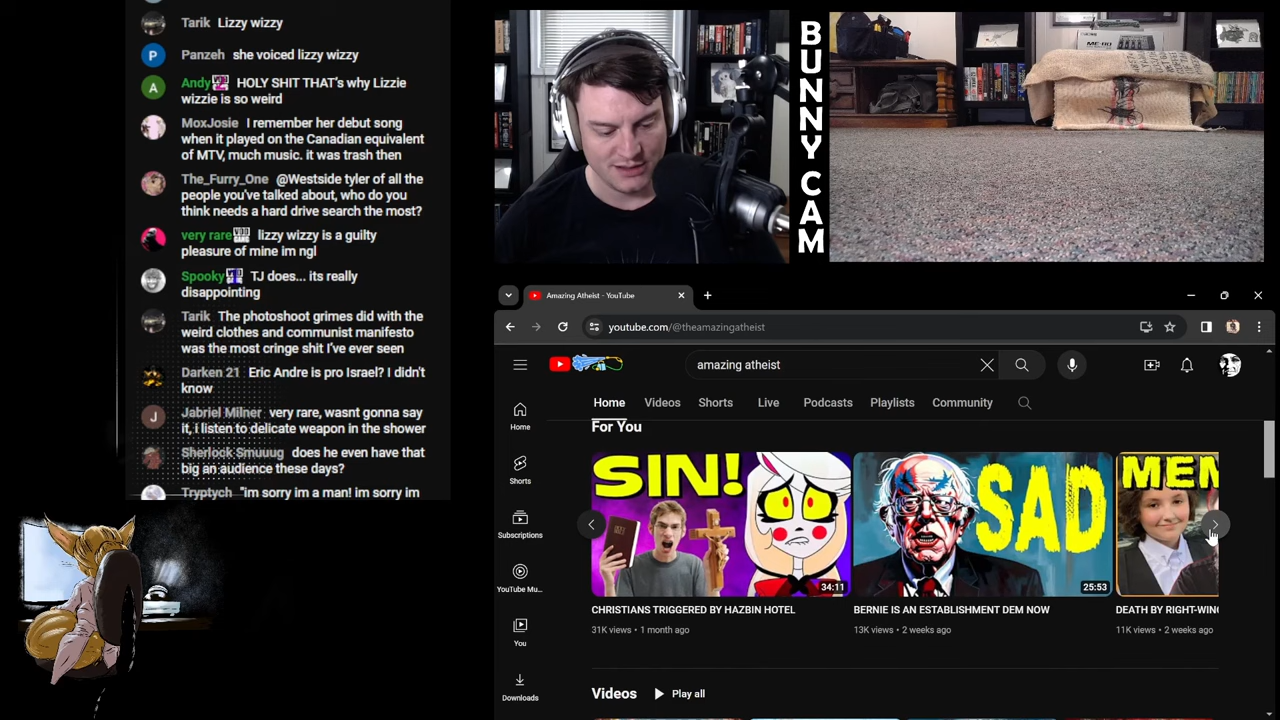 Tarik Lizzy wizzy
Panzeh she voiced lizzy wizzy
Andy HOLY SHIT THAT's why Lizzie
wizzie is so weird
MoxJosie I remember her debut song
when it played on the Canadian equivalent
of MTV, much music. it was trash then
The_Furry_One @Westside tyler of all the
people you've talked about, who do you
think needs a hard drive search the most?
very rare lizzy wizzy is a guilty
pleasure of mine im ngl
Spooky TJ does... its really
disappointing
Tarik The photoshoot grimes did with the
weird clothes and communist manifesto
was the most cringe shit I've ever seen
Darken 21 Eric Andre is pro Israel? I didn't
know
Jabriel Milner very rare, wasnt gonna say
it, i listen to delicate weapon in the shower
Sherlock Smuuug does he even have that
big an audience these days?
Tryptych "im sorry im a man! im sorry im
BUNNY CAM
Amazing Atheist - YouTube
youtube.com/@theamazingatheist
amazing atheist
Home Videos Shorts Live Podcasts Playlists Community
Home
Shorts
Subscriptions
YouTube Mu...
You
Downloads
For You
SIN!
34:11
CHRISTIANS TRIGGERED BY HAZBIN HOTEL
31K views • 1 month ago
SAD
25:53
BERNIE IS AN ESTABLISHMENT DEM NOW
13K views • 2 weeks ago
MEN
DEATH BY RIGHT-WING
11K views • 2 weeks ago
Videos Play all